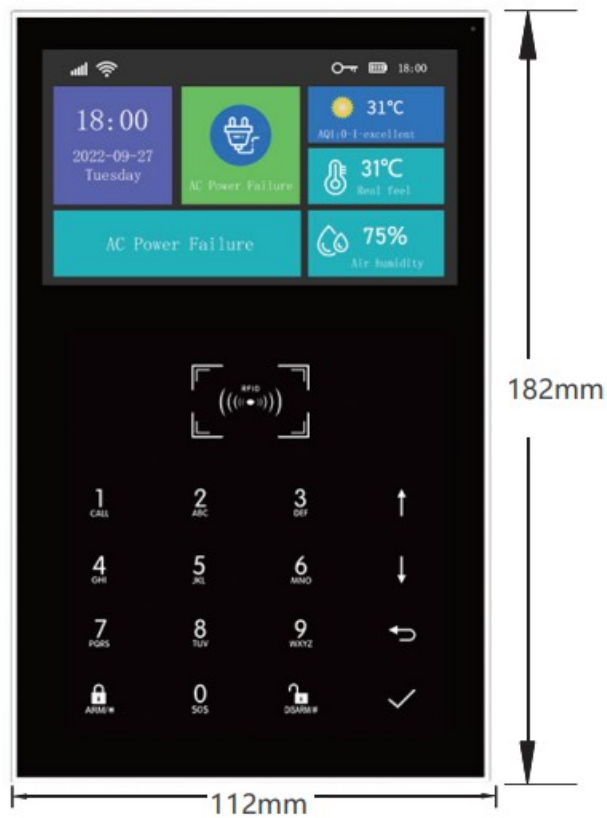 18:00
18:00
2022-09-27
Tuesday
AC Power Failure
31°C
AQI:0-1-excellent
31°C
Real feel
AC Power Failure
75%
Air humidity
RFID
182mm
1
CALL
2
ABC
3
DEF
4
GHI
5
JKL
6
MNO
7
PQRS
8
TUV
9
WXYZ
ARM/*
0
SOS
DISARM/#
112mm